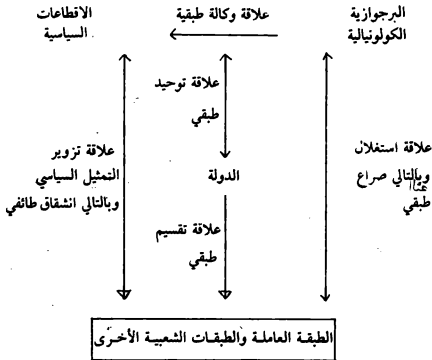 البرجوازية
الكولونيالية
علاقة وكالة طبقية
الاقطاعات
السياسية
علاقة توحيد
طبقي
علاقة استغلال
وبالتالي صراع
طبقي
الدولة
علاقة تزوير
التمثيل السياسي
وبالتالي انشقاق طائفي
علاقة تقسيم
طبقي
الطبقة العاملة والطبقات الشعبية الأخرى